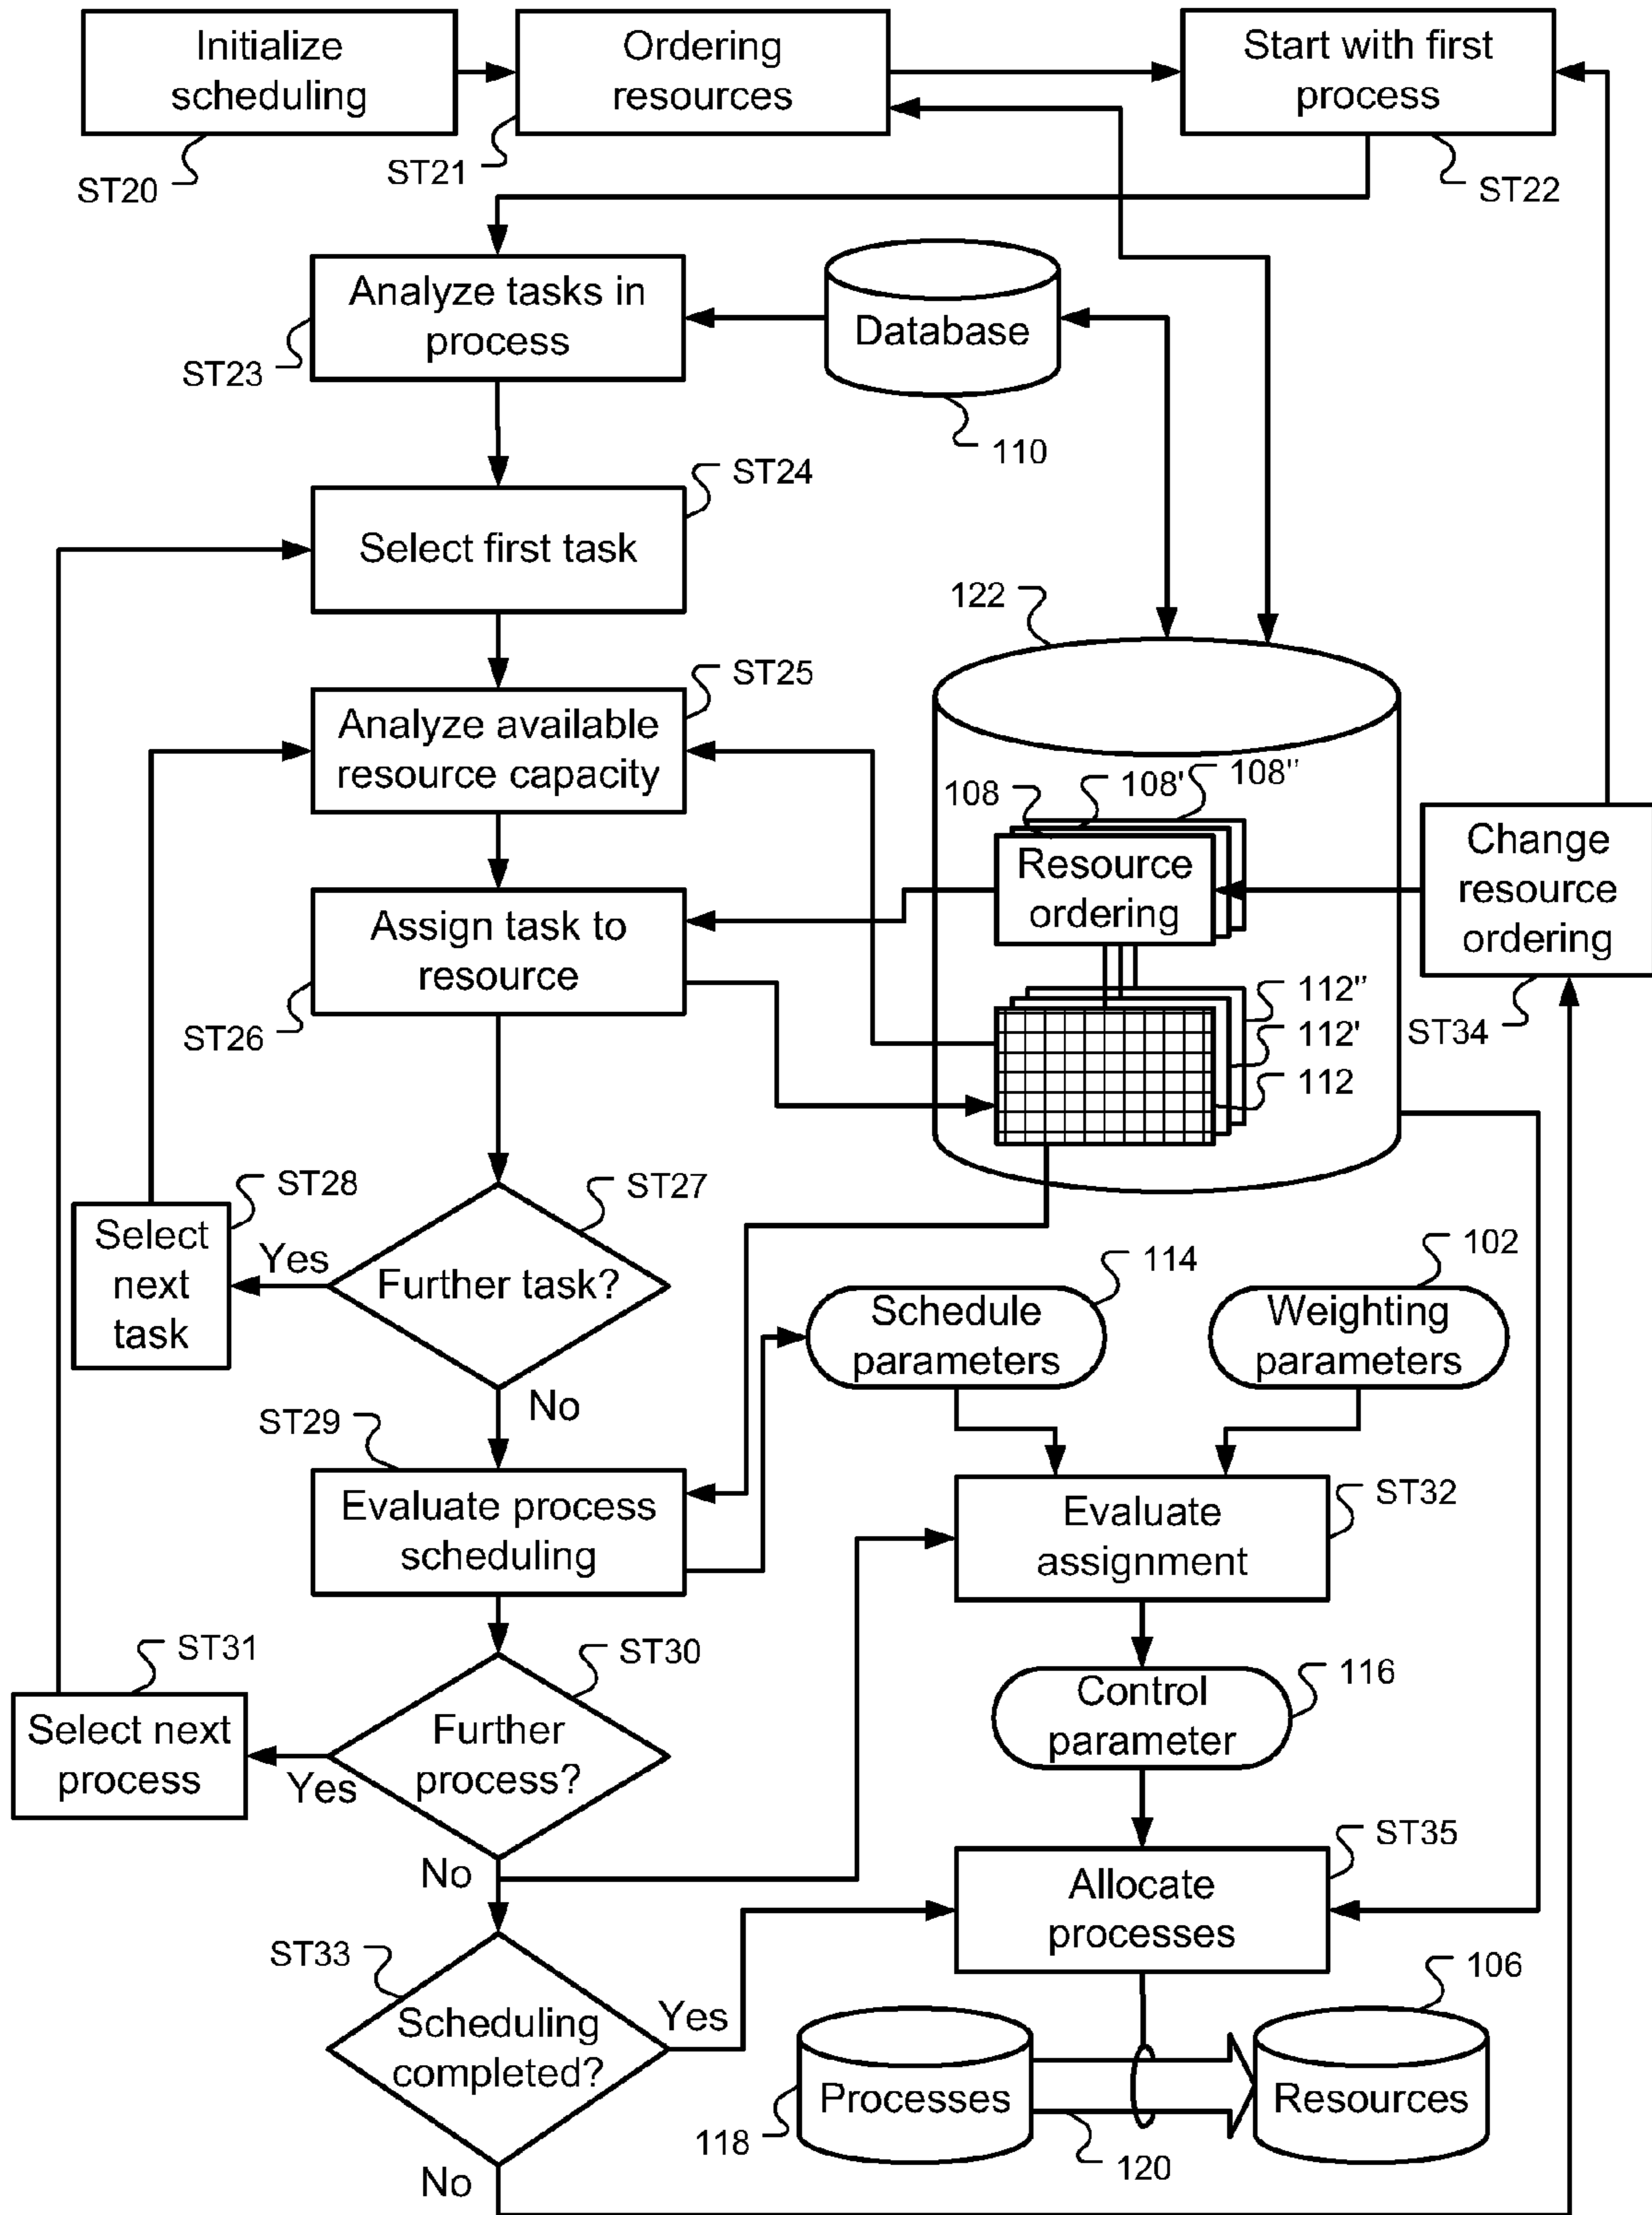 Initialize
scheduling
Ordering
resources
Start with first
process
ST20
ST21
ST22
Analyze tasks in
process
Database
ST23
110
ST24
Select first task
122
ST25
Analyze available
resource capacity
108
108'
108"
Resource
ordering
Change
resource
ordering
Assign task to
resource
ST26
112"
112'
112
ST34
ST28
ST27
Select
next
task
Yes
Further task?
No
114
102
Schedule
parameters
Weighting
parameters
ST29
Evaluate process
scheduling
Evaluate
assignment
ST32
ST31
ST30
Select next
process
Yes
Further
process?
No
Control
parameter
116
ST35
Allocate
processes
ST33
Scheduling
completed?
Yes
No
106
Processes
Resources
118
120